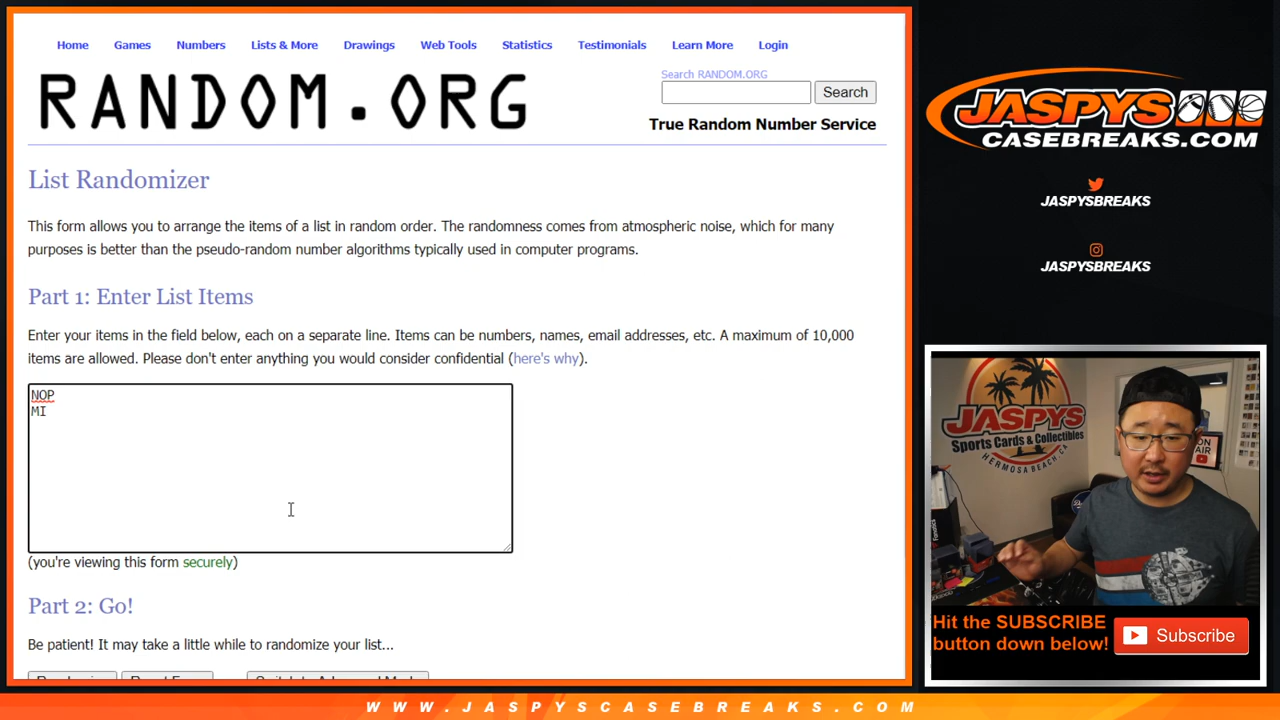 Home Games Numbers Lists & More Drawings Web Tools Statistics Testimonials Learn More Login
RANDOM.ORG
Search RANDOM.ORG
Search
True Random Number Service
List Randomizer
This form allows you to arrange the items of a list in random order. The randomness comes from atmospheric noise, which for many
purposes is better than the pseudo-random number algorithms typically used in computer programs.
Part 1: Enter List Items
Enter your items in the field below, each on a separate line. Items can be numbers, names, email addresses, etc. A maximum of 10,000
items are allowed. Please don't enter anything you would consider confidential (here's why).
NOP
MI
(you're viewing this form securely)
Part 2: Go!
Be patient! It may take a little while to randomize your list...
JASPYS
CASEBREAKS.COM
JASPYSBREAKS
JASPYSBREAKS
JASPYS
Sports Cards & Collectibles
HERMOSA BEACH CA
ON
AIR
Hit the SUBSCRIBE
button down below!
Subscribe
WWW.JASPYSCASEBREAKS.COM